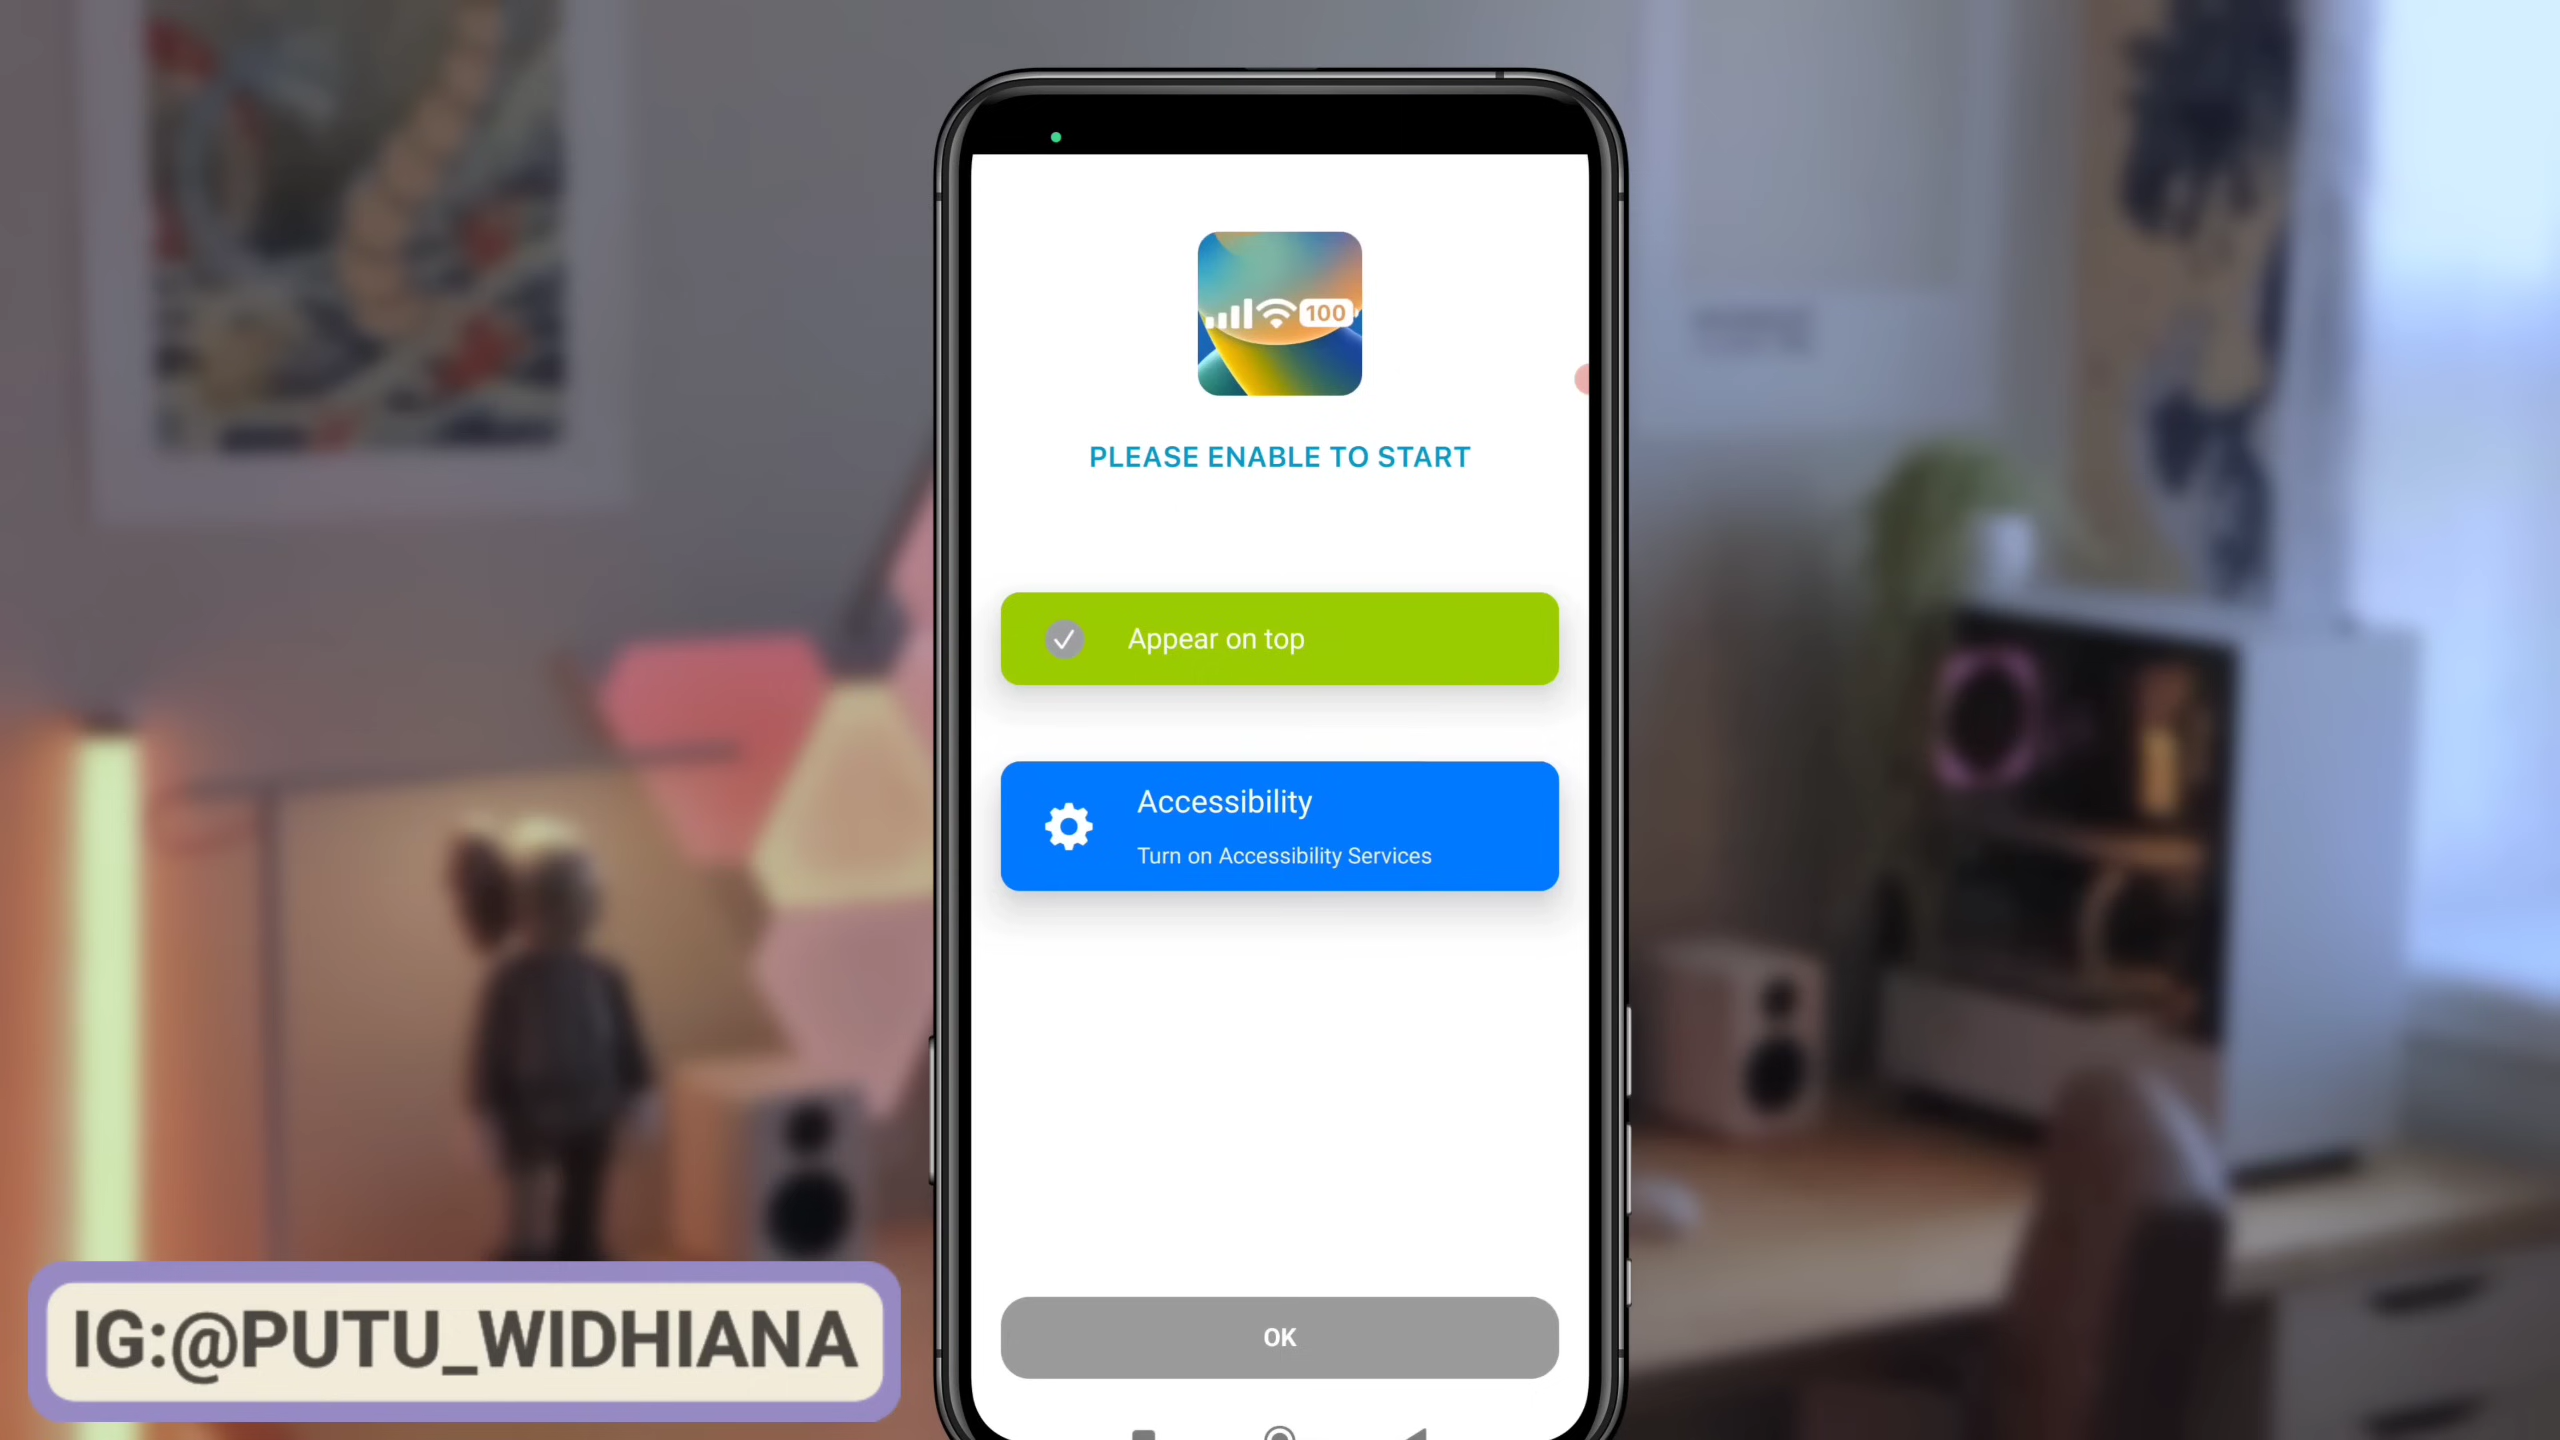 100
PLEASE ENABLE TO START
Appear on top
Accessibility
Turn on Accessibility Services
OK
IG:@PUTU_WIDHIANA